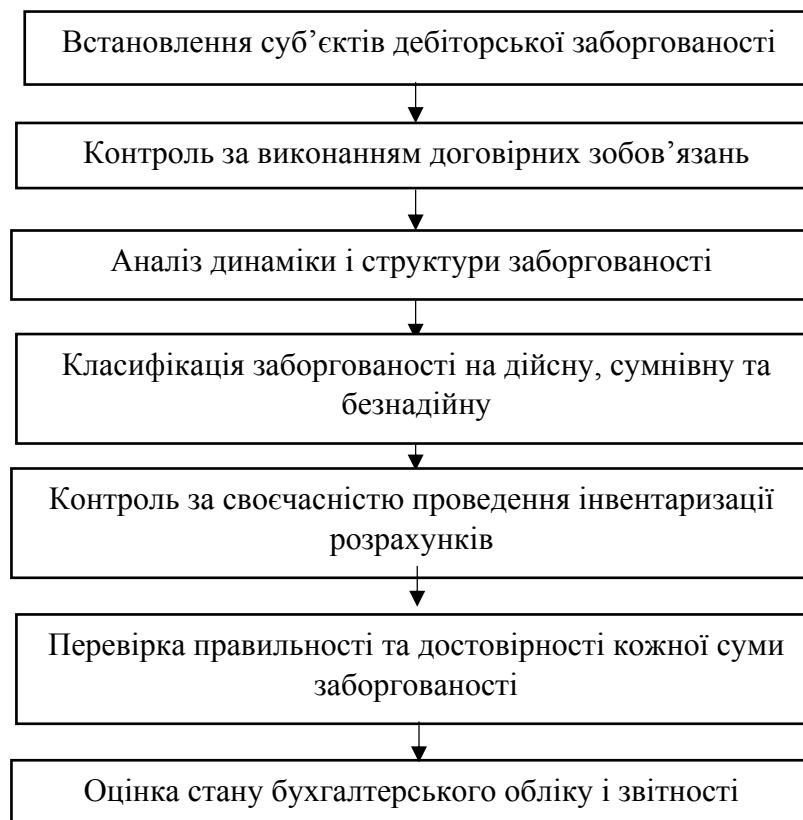 Встановлення суб’єктів дебіторської заборгованості
Контроль за виконанням договірних зобов’язань
Аналіз динаміки і структури заборгованості
Класифікація заборгованості на дійсну, сумнівну та
безнадійну
Контроль за своєчасністю проведення інвентаризації
розрахунків
Перевірка правильності та достовірності кожної суми
заборгованості
Оцінка стану бухгалтерського обліку і звітності